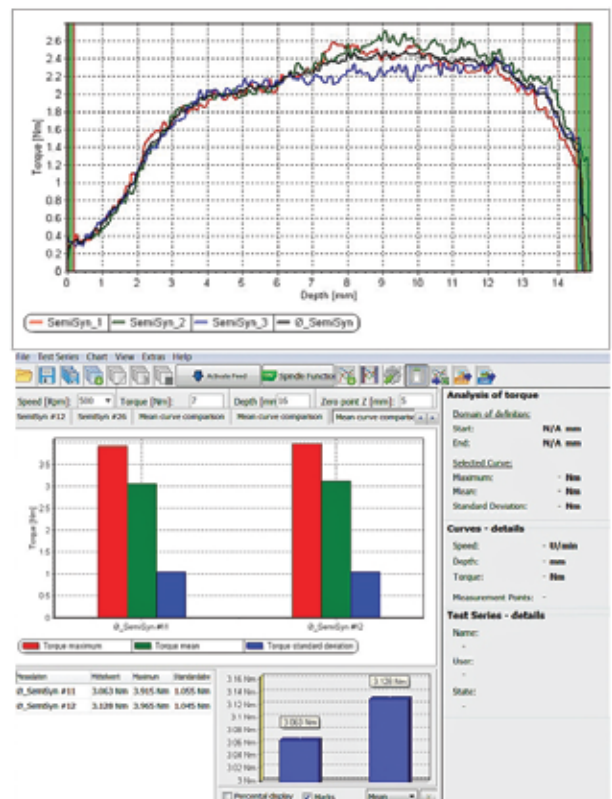 2.6
2.4
2.2
2
1.8
1.6
1.4
1.2
1
0.8
0.6
0.4
0.2
0
Torque [Nm]
0 1 2 3 4 5 6 7 8 9 10 11 12 13 14
Depth [mm]
SemiSyn_1 SemiSyn_2 SemiSyn_3 Ø_SemiSyn
File Test Series Chart View Extras Help
Activate Feed Spindle Function
Speed [Rpm]: 500 Torque [Nm]: 7 Depth [mm 16 Zero point Z [mm]: 5
SemiSyn #12 SemiSyn #26 Mean curve comparison Mean curve comparison Mean curve comparison
3.5
3
2.5
2
1.5
1
0.5
0
Torque [Nm]
Ø_SemiSyn #11 Ø_SemiSyn #12
Torque maximum Torque mean Torque standard deviation
Analysis of torque
Domain of definition:
Start: N/A mm
End: N/A mm
Selected Curve:
Maximum: - Nm
Mean: - Nm
Standard Deviation: - Nm
Curves - details
Speed: - U/min
Depth: - mm
Torque: - Nm
Measurement Points: -
Test Series - details
Name:
-
User:
-
State:
-
Messdaten Mittelwert Maximum
Ø_SemiSyn #11 3.063 Nm 3.915 Nm 1.055 Nm
Ø_SemiSyn #12 3.128 Nm 3.965 Nm 1.045 Nm
3.16 Nm
3.14 Nm
3.12 Nm
3.1 Nm
3.08 Nm
3.06 Nm
3.04 Nm
3.02 Nm
3 Nm
3.063 Nm
3.128 Nm
Percental display Marks Mean